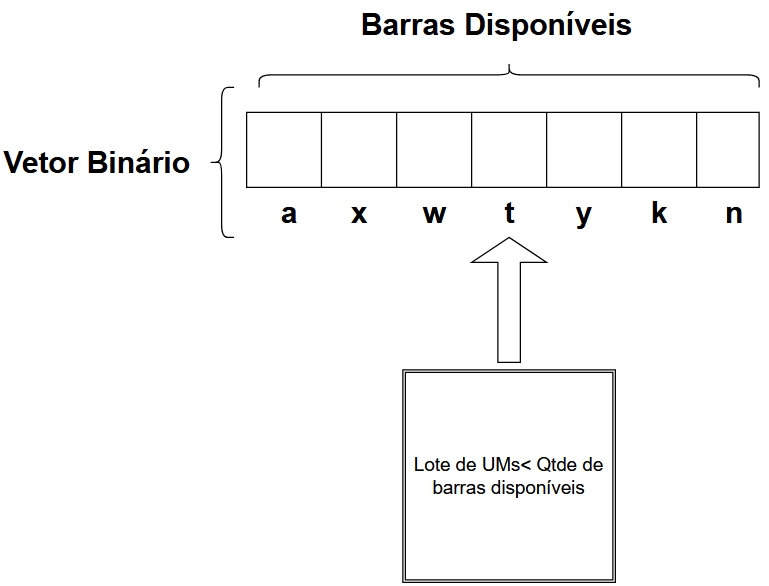 Barras Disponíveis
Vetor Binário
a x w t y k n
Lote de UMs< Qtde de
barras disponíveis